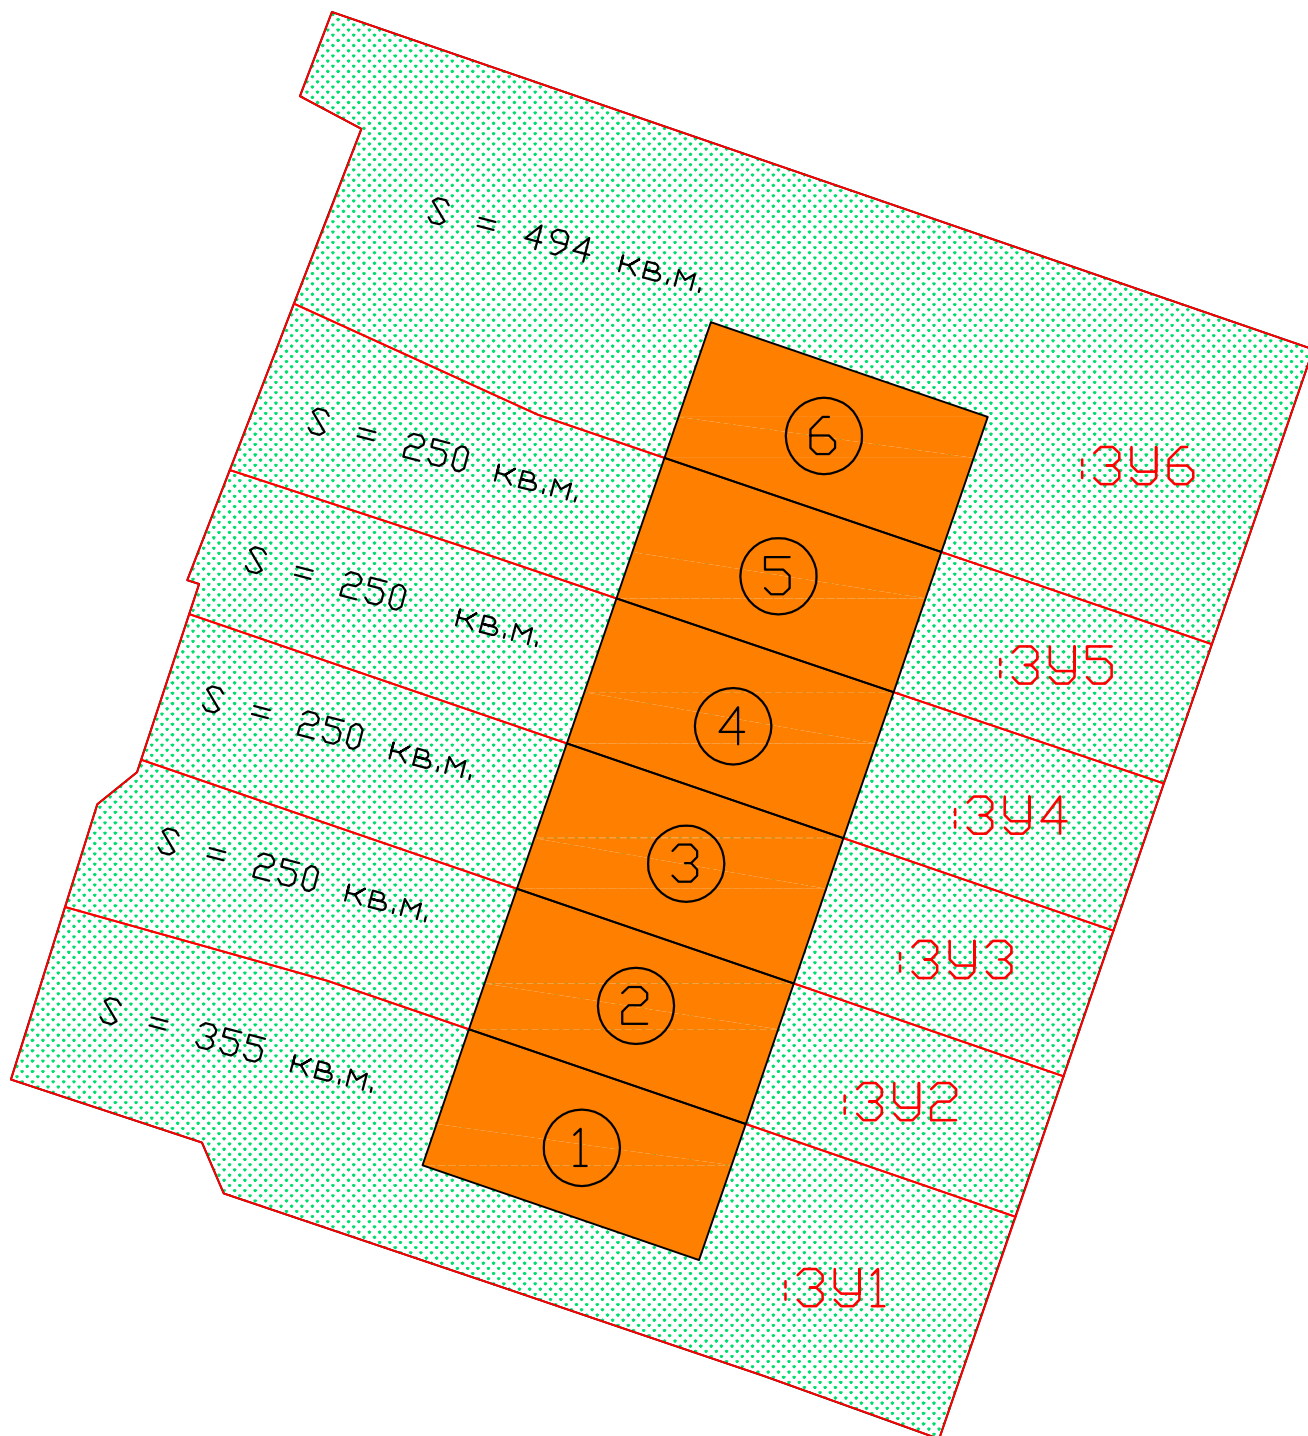 S = 494 кв.м.
6
:ЗУ6
S = 250 кв.м.
5
:ЗУ5
S = 250 кв.м.
4
:ЗУ4
S = 250 кв.м.
3
:ЗУ3
S = 250 кв.м.
2
:ЗУ2
S = 355 кв.м.
1
:ЗУ1